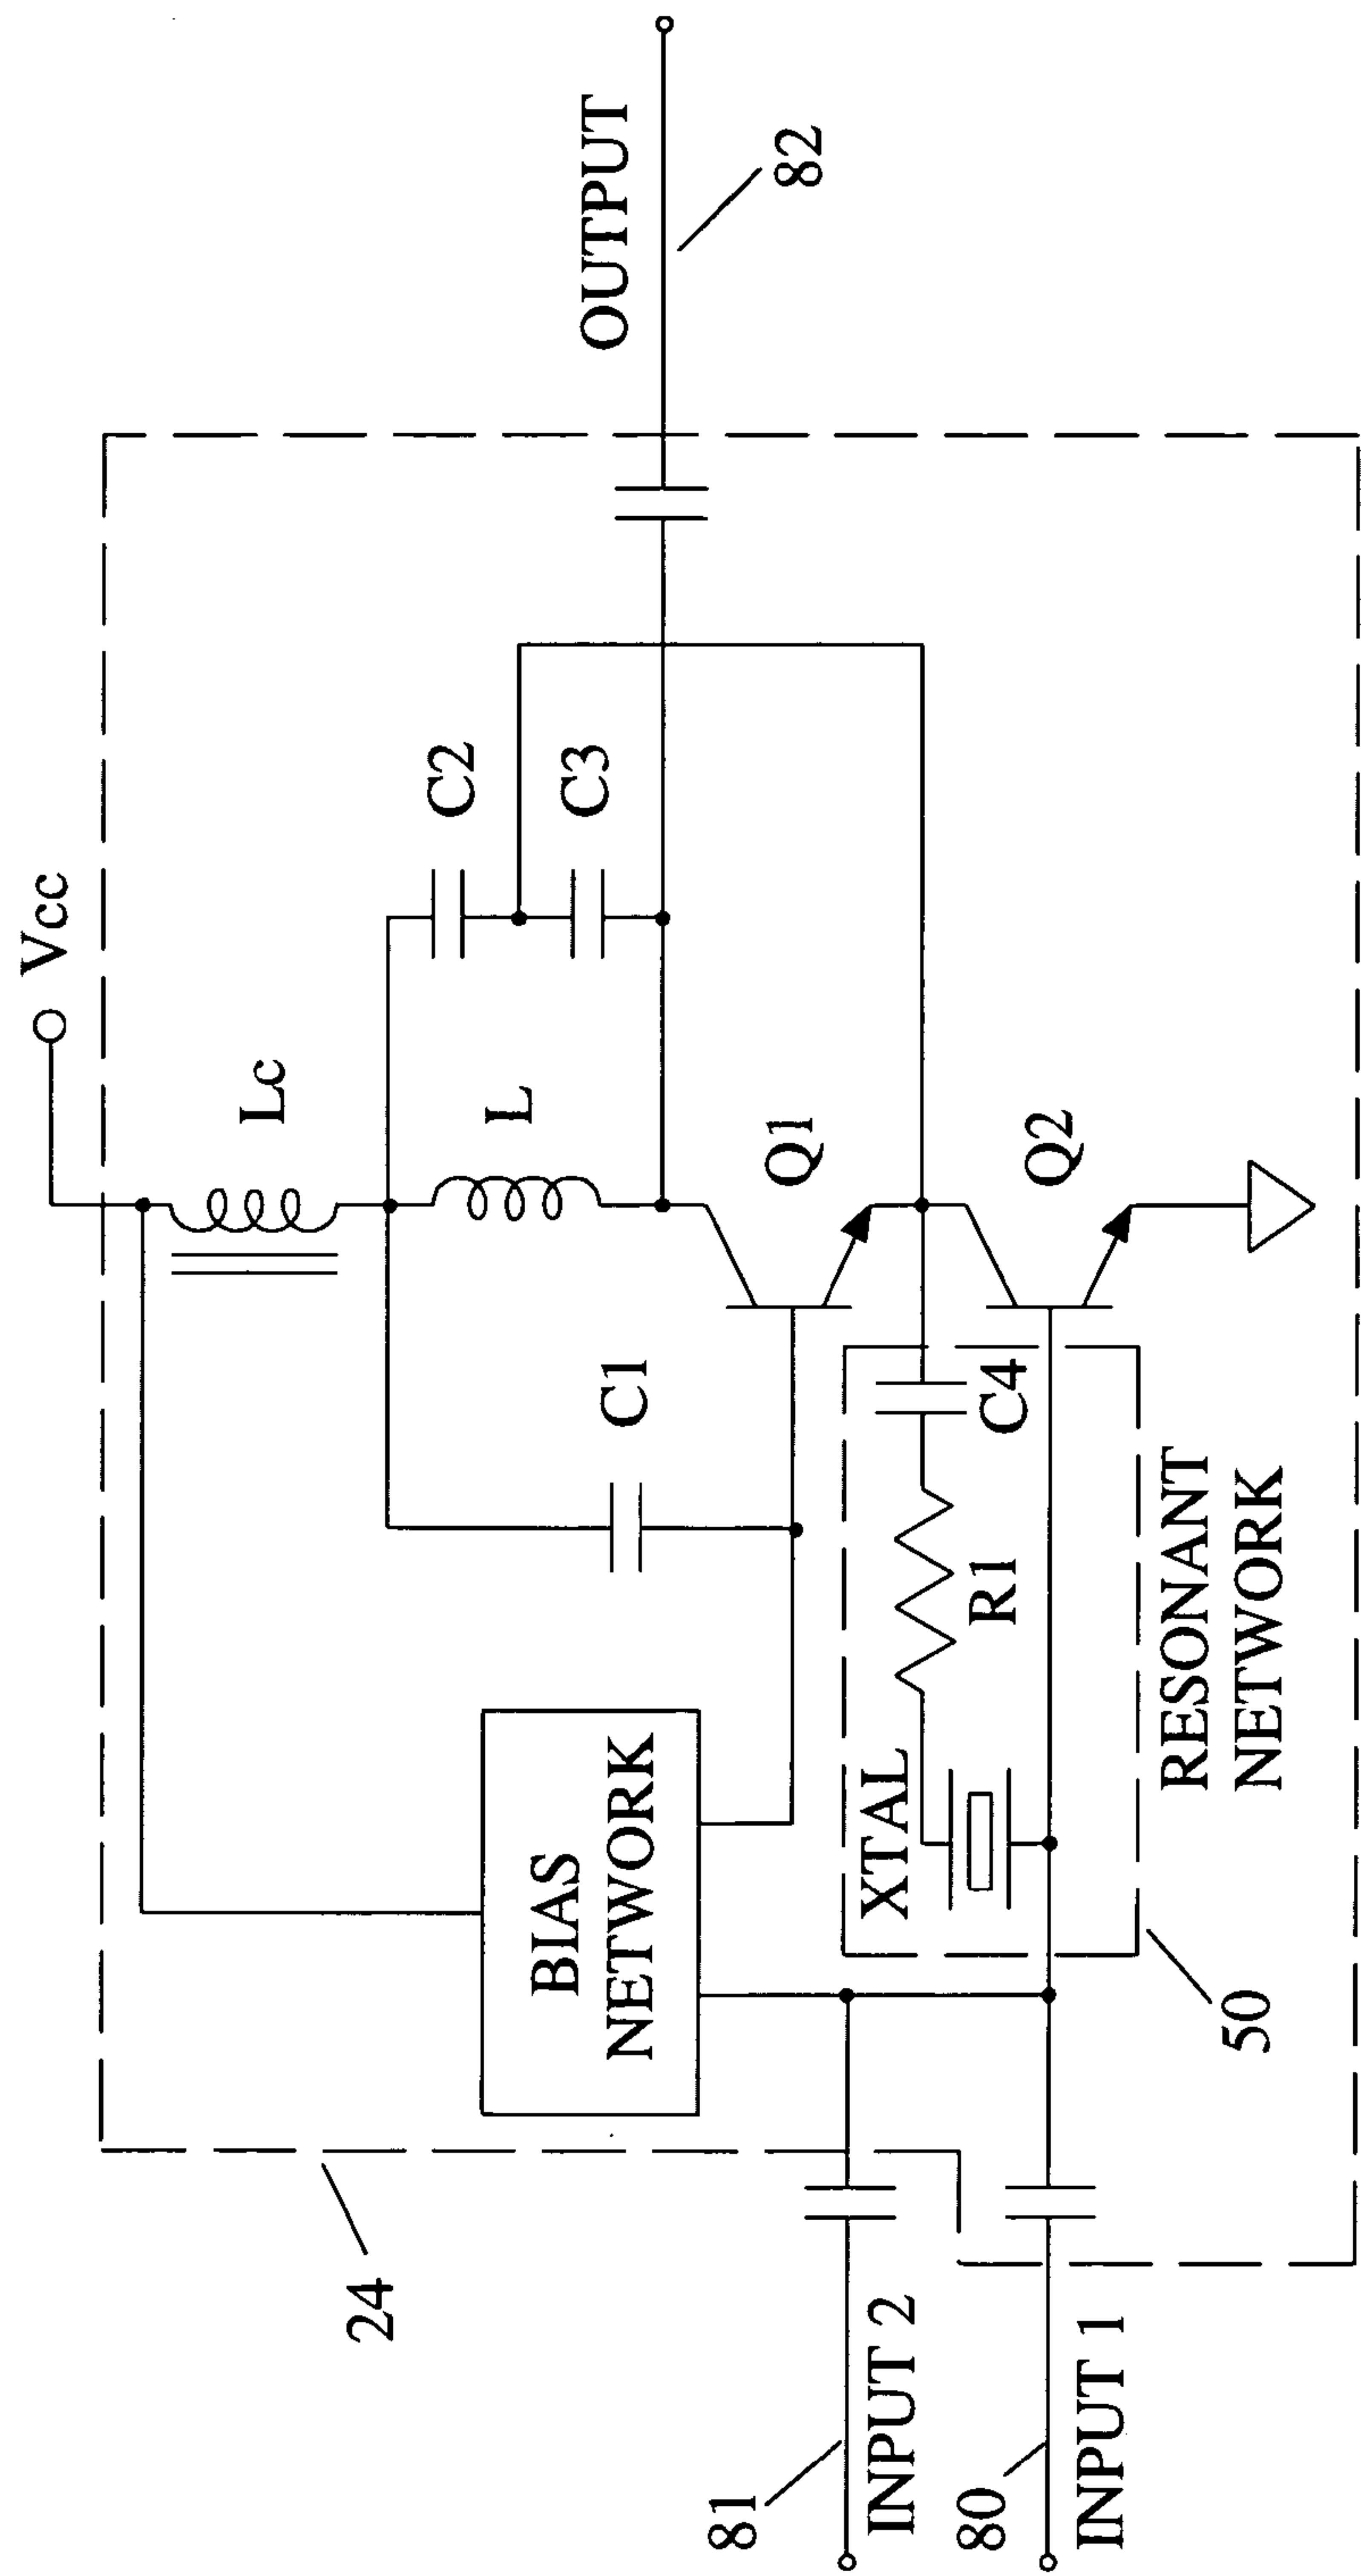 Vcc
Lc
L
C2
C3
OUTPUT
82
C1
Q1
BIAS
NETWORK
XTAL
R1
C4
Q2
RESONANT
NETWORK
50
24
81
INPUT 2
80
INPUT 1